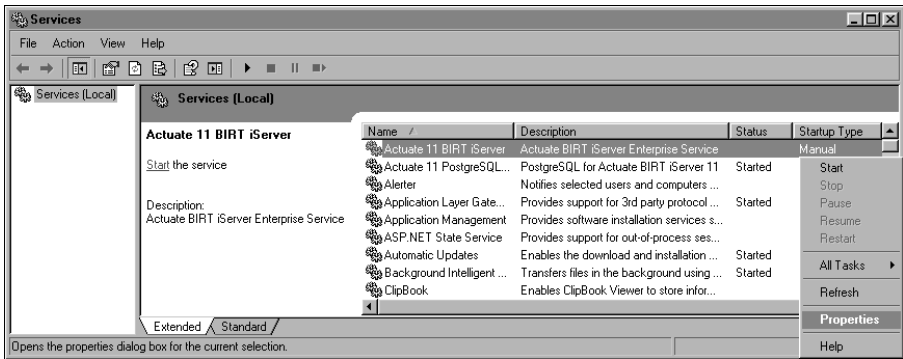 Services
File Action View Help
Services (Local)
Services (Local)
Actuate 11 BIRT iServer
Start the service
Description:
Actuate BIRT iServer Enterprise Service
Name Description Status Startup Type
Actuate 11 BIRT iServer Actuate BIRT iServer Enterprise Service Manual
Actuate 11 PostgreSQL... PostgreSQL for Actuate BIRT iServer 11 Started
Alerter Notifies selected users and computers ...
Application Layer Gate... Provides support for 3rd party protocol ... Started
Application Management Provides software installation services s...
ASP.NET State Service Provides support for out-of-process ses...
Automatic Updates Enables the download and installation ... Started
Background Intelligent ... Transfers files in the background using ... Started
ClipBook Enables ClipBook Viewer to store infor...
Start
Stop
Pause
Resume
Restart
All Tasks
Refresh
Properties
Help
Extended Standard
Opens the properties dialog box for the current selection.